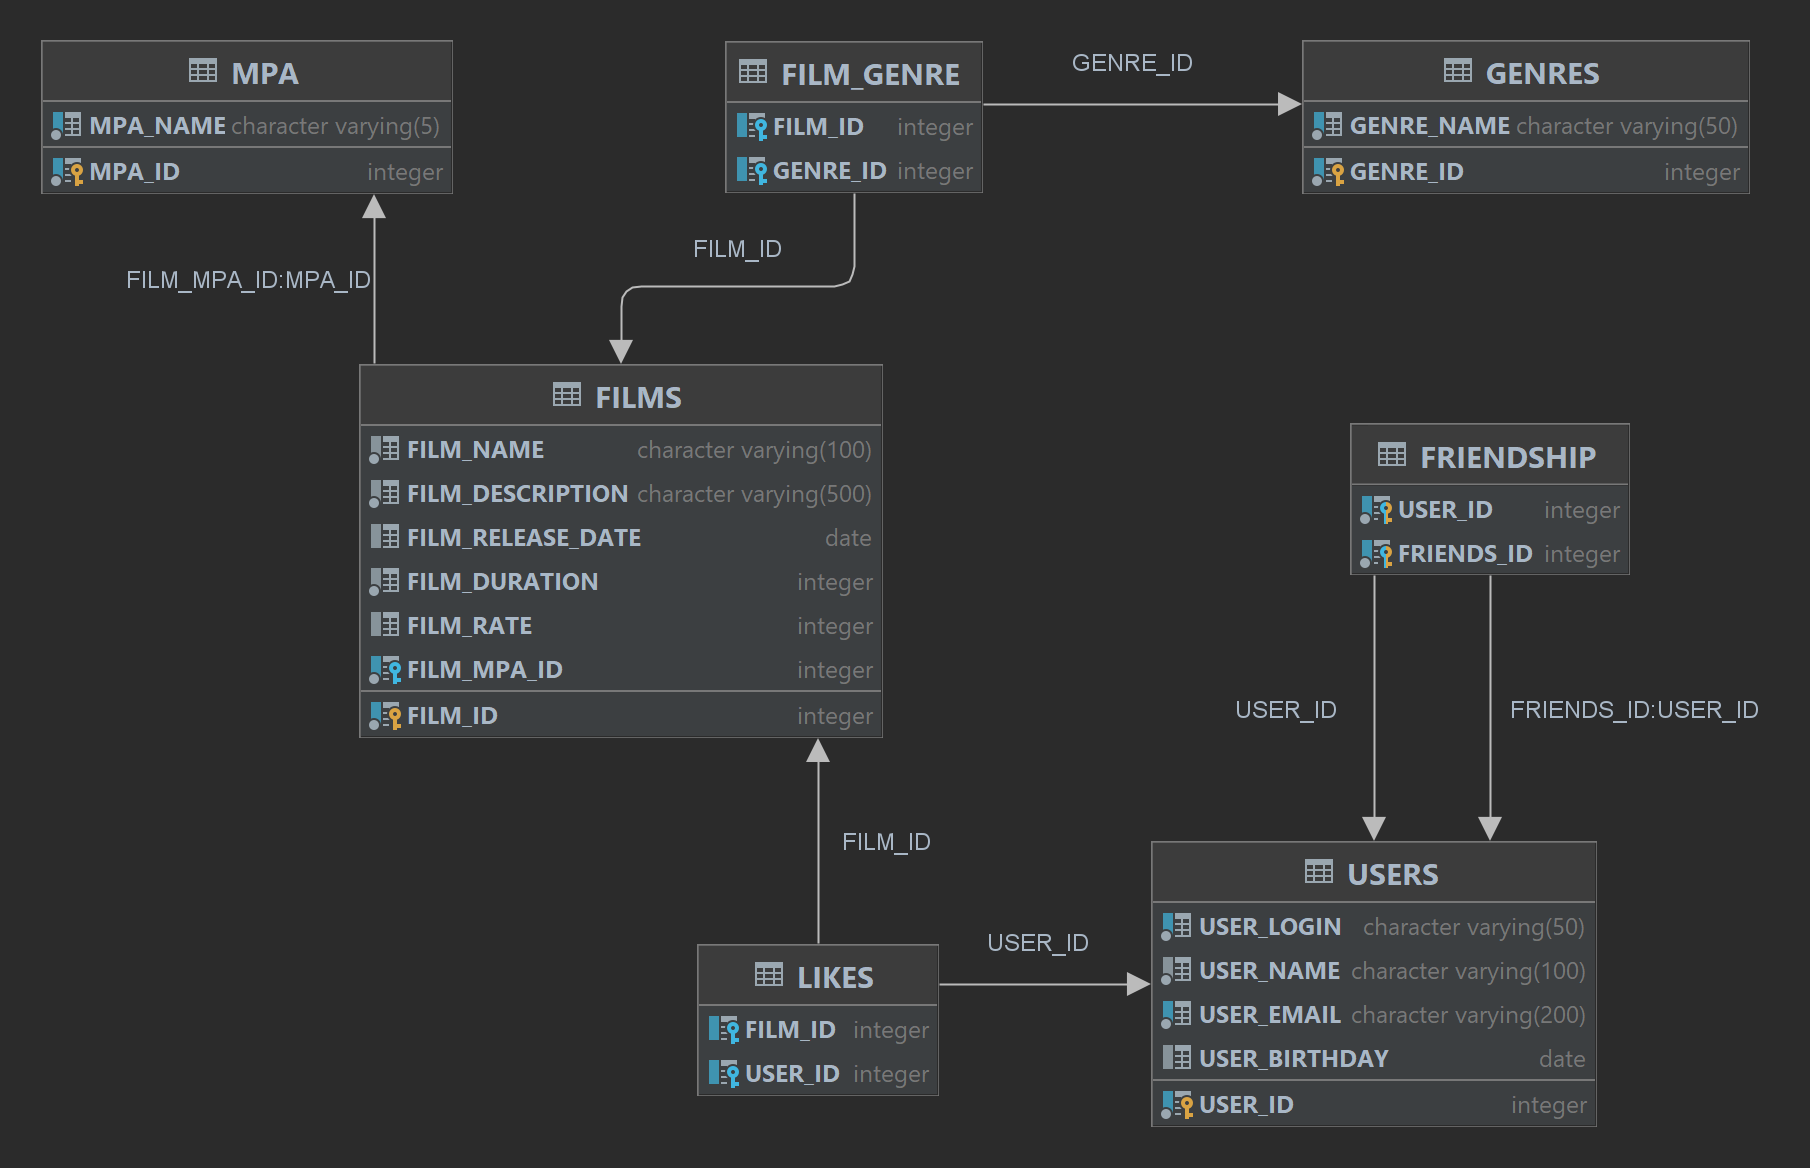 MPA
MPA_NAME character varying(5)
MPA_ID integer
FILM_GENRE
FILM_ID integer
GENRE_ID integer
GENRE_ID
GENRES
GENRE_NAME character varying(50)
GENRE_ID integer
FILM_MPA_ID:MPA_ID
FILM_ID
FILMS
FILM_NAME character varying(100)
FILM_DESCRIPTION character varying(500)
FILM_RELEASE_DATE date
FILM_DURATION integer
FILM_RATE integer
FILM_MPA_ID integer
FILM_ID integer
FRIENDSHIP
USER_ID integer
FRIENDS_ID integer
USER_ID
FRIENDS_ID:USER_ID
FILM_ID
LIKES
FILM_ID integer
USER_ID integer
USER_ID
USERS
USER_LOGIN character varying(50)
USER_NAME character varying(100)
USER_EMAIL character varying(200)
USER_BIRTHDAY date
USER_ID integer